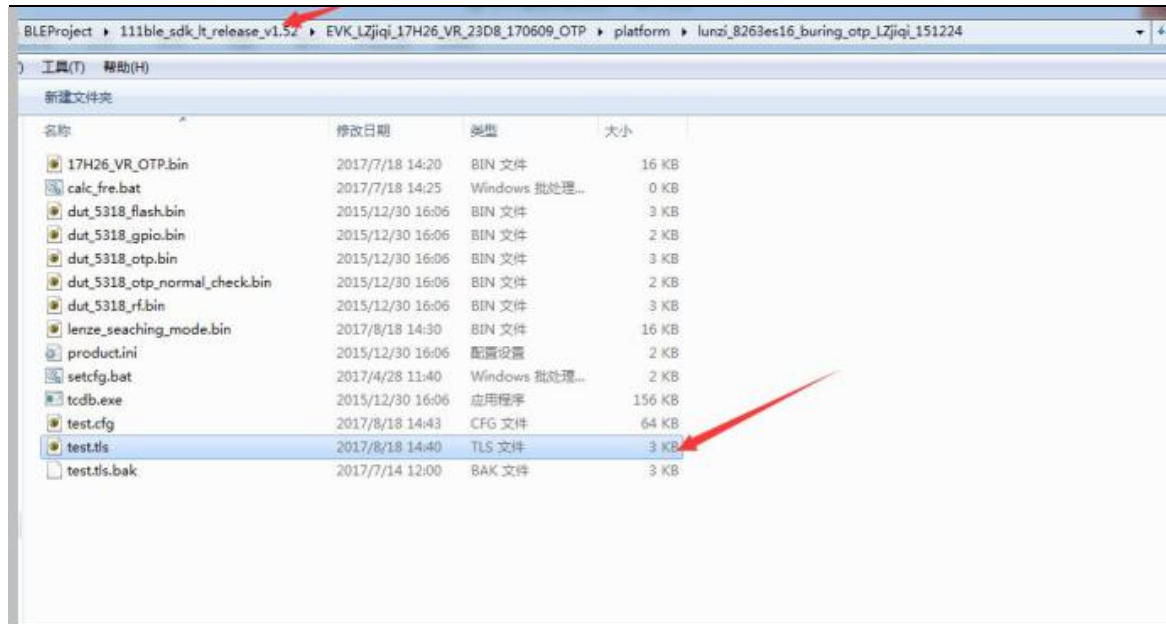 BLEProject ▸ 111ble_sdk_lt_release_v1.52 ▸ EVK_LZjiqi_17H26_VR_23D8_170609_OTP ▸ platform ▸ lunzi_8263es16_buring_otp_LZjiqi_151224
) 工具(T) 帮助(H)
新建文件夹
名称 修改日期 类型 大小
17H26_VR_OTP.bin 2017/7/18 14:20 BIN 文件 16 KB
calc_fre.bat 2017/7/18 14:25 Windows 批处理... 0 KB
dut_5318_flash.bin 2015/12/30 16:06 BIN 文件 3 KB
dut_5318_gpio.bin 2015/12/30 16:06 BIN 文件 2 KB
dut_5318_otp.bin 2015/12/30 16:06 BIN 文件 3 KB
dut_5318_otp_normal_check.bin 2015/12/30 16:06 BIN 文件 2 KB
dut_5318_rf.bin 2015/12/30 16:06 BIN 文件 3 KB
lenze_seaching_mode.bin 2017/8/18 14:30 BIN 文件 16 KB
product.ini 2015/12/30 16:06 配置设置 2 KB
setcfg.bat 2017/4/28 11:40 Windows 批处理... 2 KB
tcdb.exe 2015/12/30 16:06 应用程序 156 KB
test.cfg 2017/8/18 14:43 CFG 文件 64 KB
test.tls 2017/8/18 14:40 TLS 文件 3 KB
test.tls.bak 2017/7/14 12:00 BAK 文件 3 KB